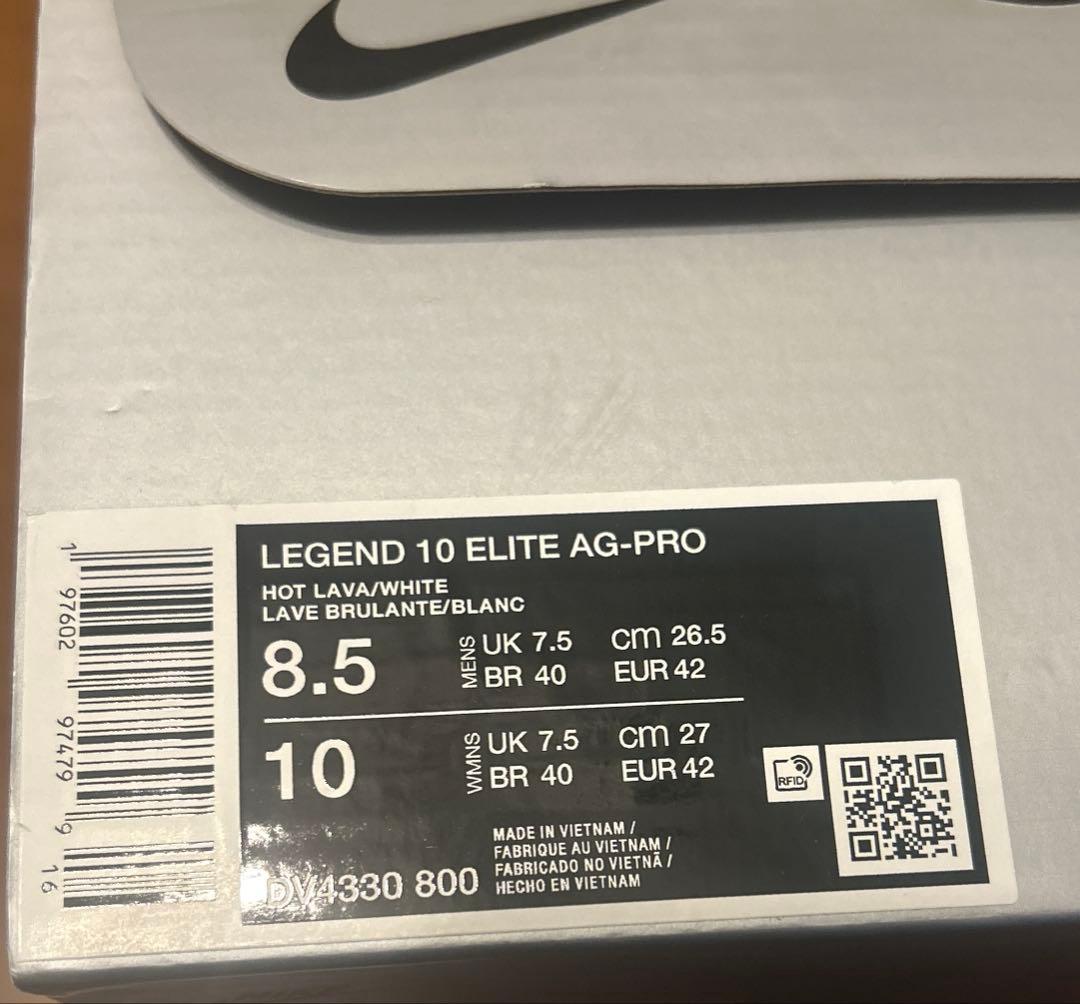 LEGEND 10 ELITE AG-PRO
HOT LAVA/WHITE
LAVE BRULANTE/BLANC
8.5 MENS UK 7.5 cm 26.5
BR 40 EUR 42
10 WMNS UK 7.5 cm 27
BR 40 EUR 42
RFID
MADE IN VIETNAM /
FABRIQUE AU VIETNAM /
FABRICADO NO VIETNÃ /
HECHO EN VIETNAM
DV4330 800
1 97602 97479 9 16